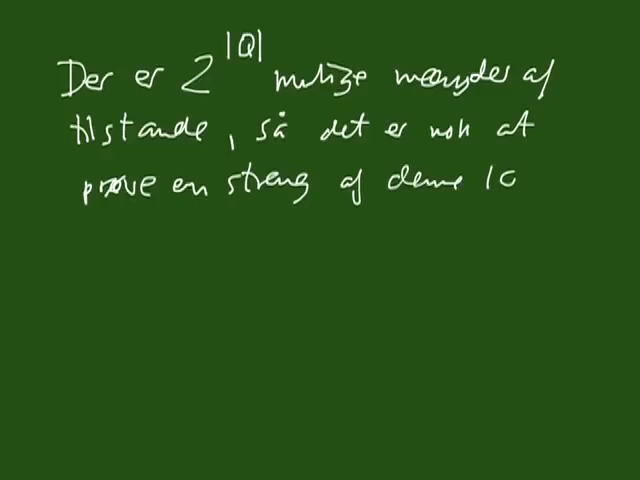 Der er 2^|Q| mulige mængder af
tilstande, så det er nok at
prøve en streng af denne